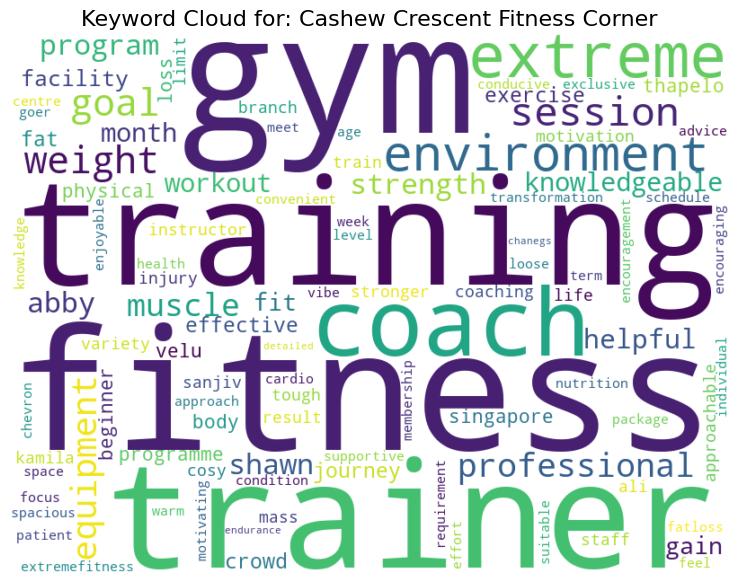 Keyword Cloud for: Cashew Crescent Fitness Corner
program
loss
limit
gym
extreme
facility
conducive
exclusive
thapelo
centre
goer
goal
branch
exercise
session
meet
age
motivation
advice
fat
month
environment
weight
train
physical
workout
convenient
strength
knowledgeable
transformation
schedule
knowledge
enjoyable
training
instructor
week
level
chanegs
encouragement
encouraging
health
injury
loose
term
vibe
stronger
coaching
life
abby
muscle
fit
effective
coach
helpful
variety
velu
detailed
fitness
chevron
equipment
beginner
sanjiv
cardio
approach
tough
membership
nutrition
approachable
individual
body
result
singapore
package
kamila
programme
cosy
shawn
supportive
journey
professional
space
condition
ali
focus
spacious
trainer
motivating
mass
requirement
effort
suitable
staff
fatloss
patient
warm
endurance
crowd
gain
feel
extremefitness